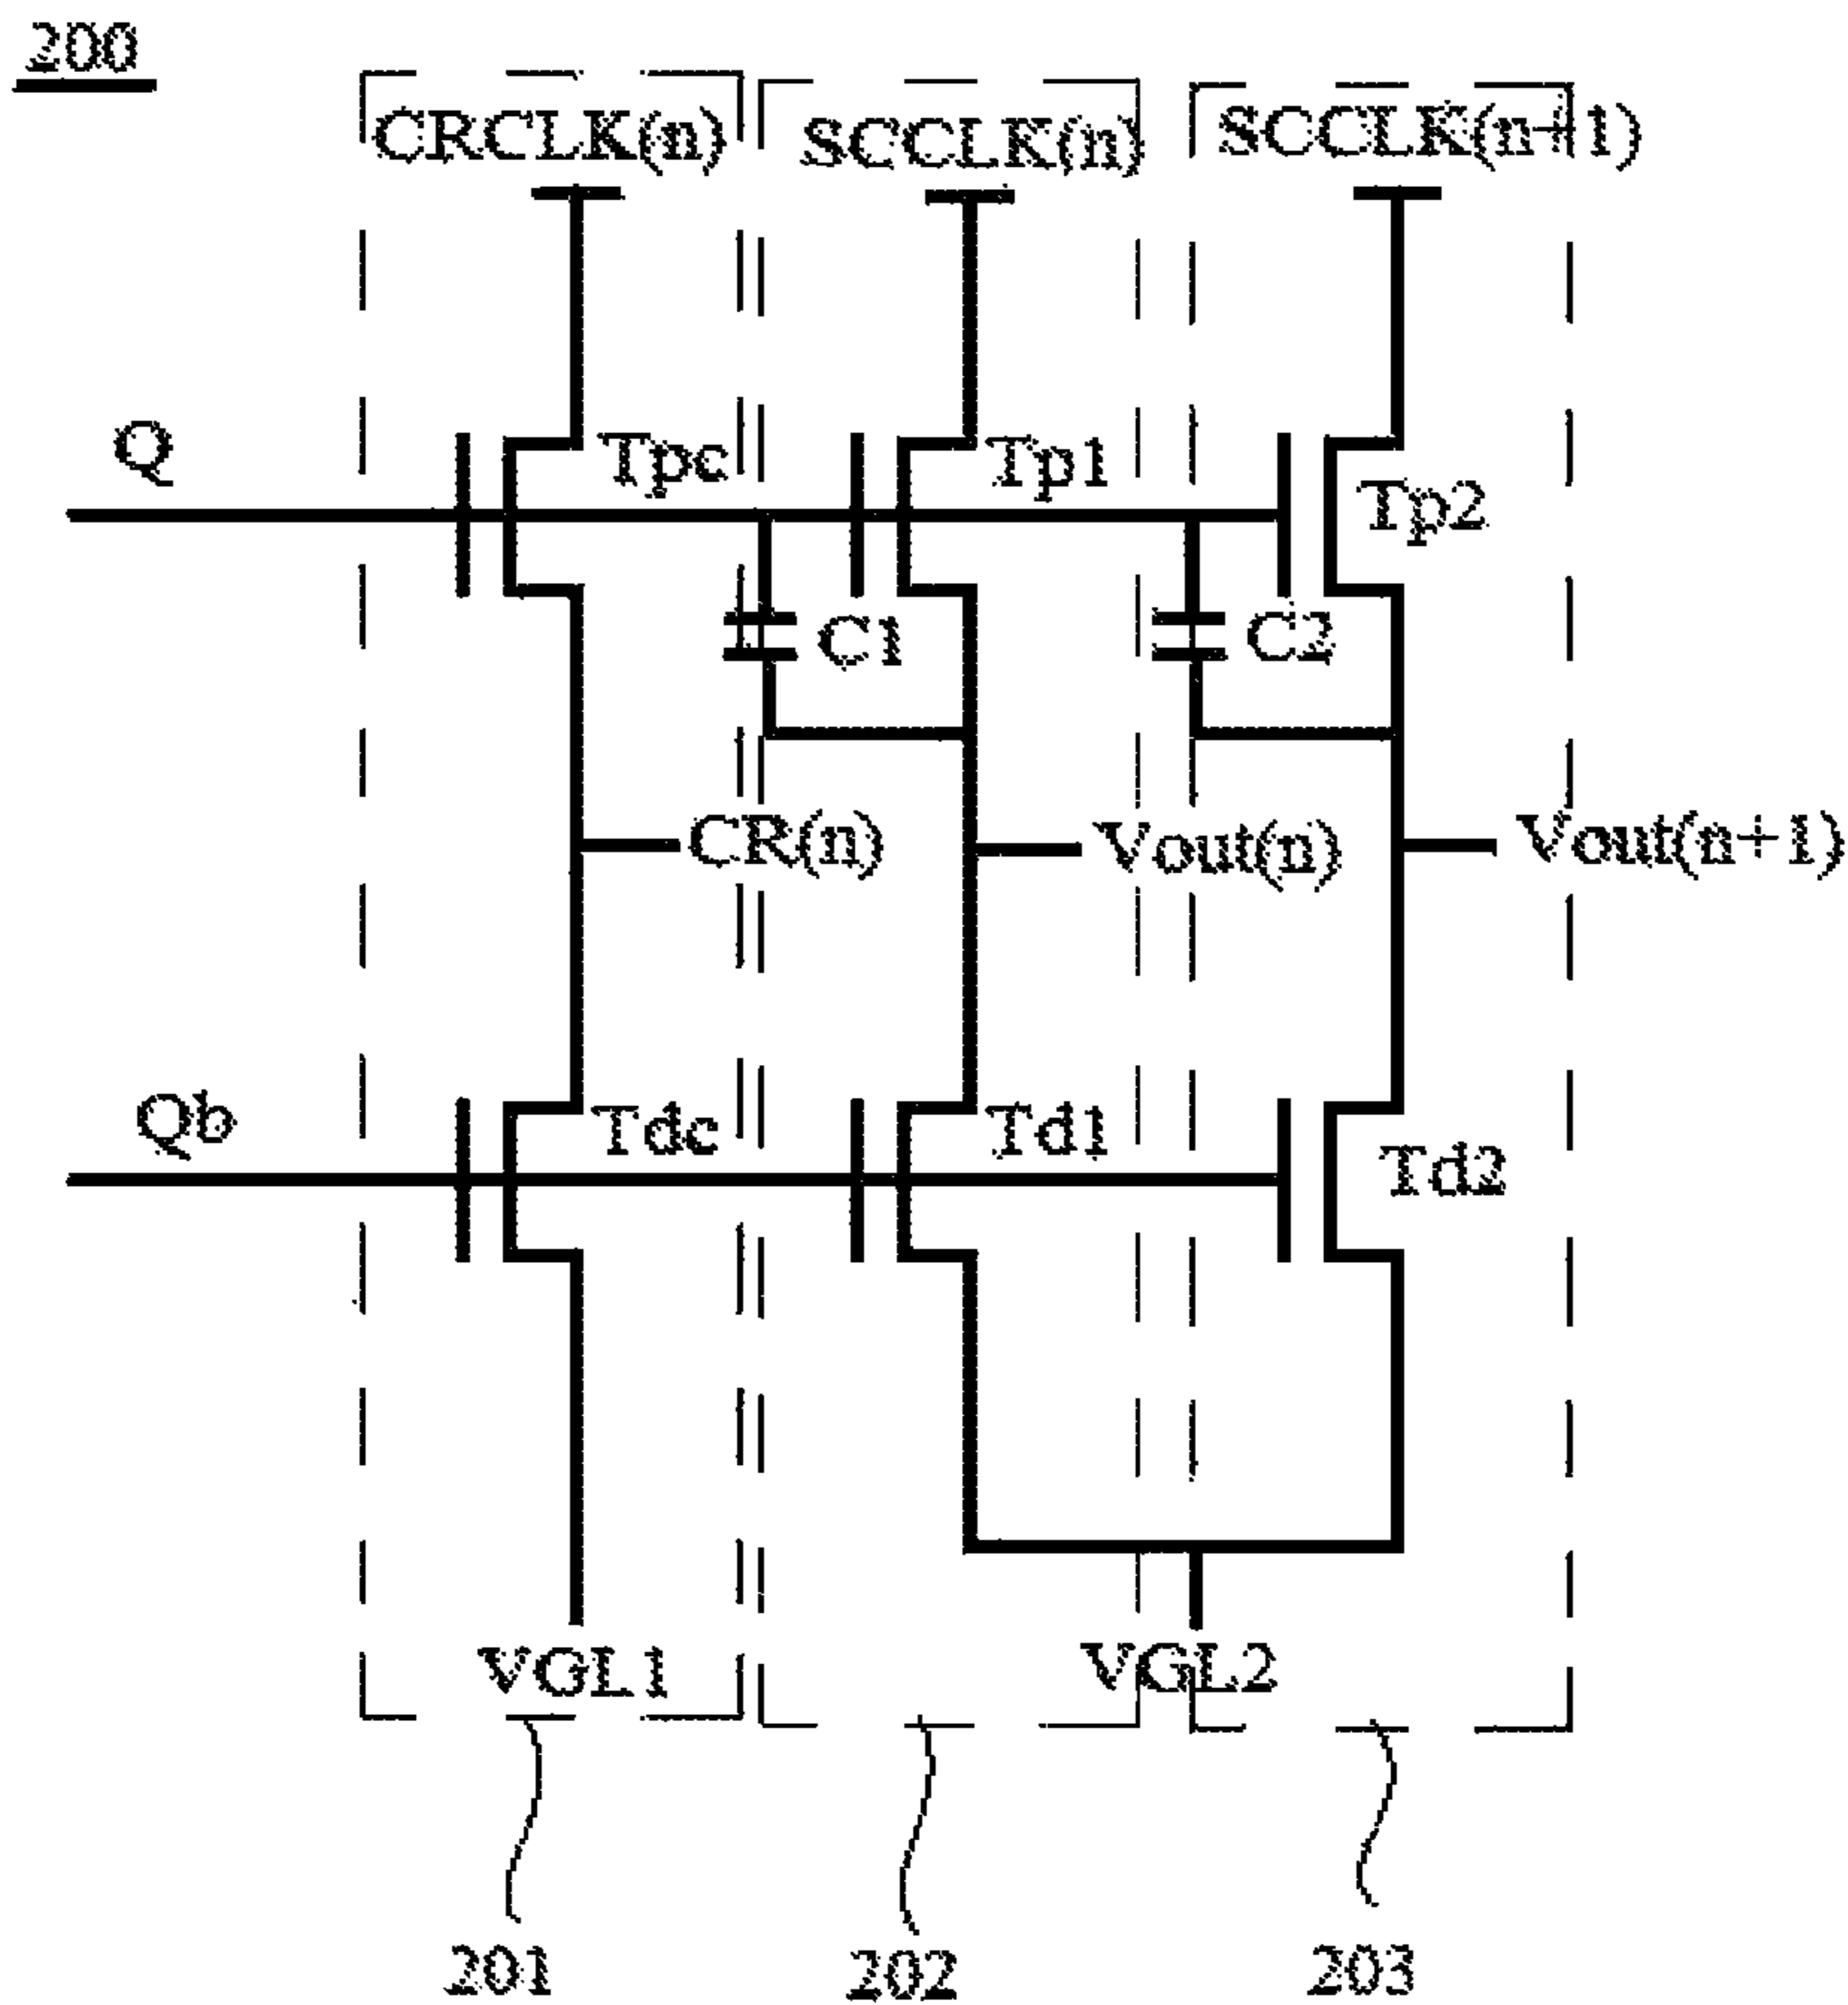 200
CRCLK(n)
SCCLK(n)
SCCLK(n+1)
Q
Tpc
Tp1
Tp2
C1
C2
CR(n)
Vout(n)
Vout(n+1)
Qb
Tdc
Td1
Td2
VGL1
VGL2
201
202
203